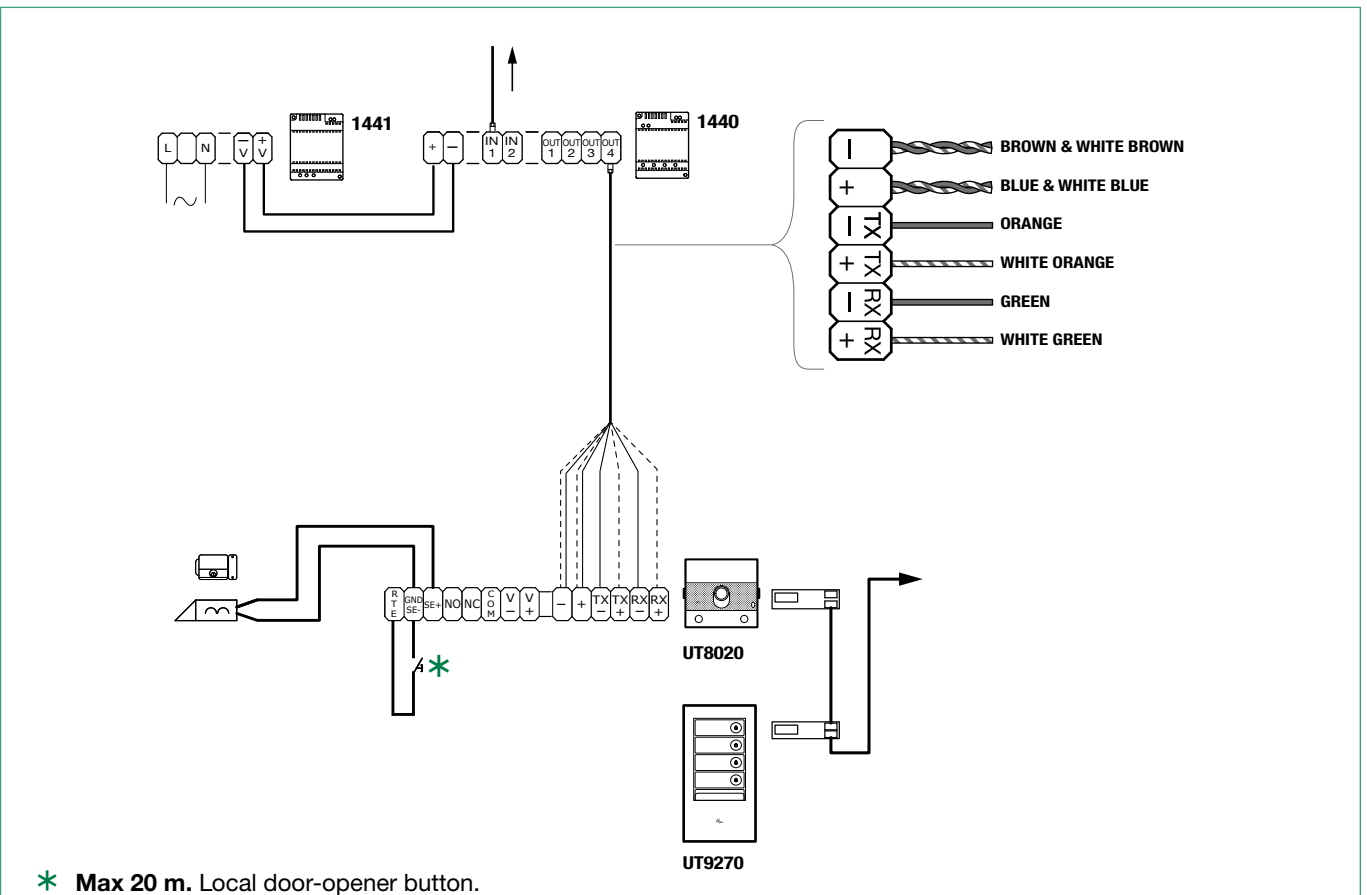 1441
1440
L N − V + V
+ − IN 1 IN 2 OUT 1 OUT 2 OUT 3 OUT 4
− BROWN & WHITE BROWN
+ BLUE & WHITE BLUE
− TX ORANGE
+ TX WHITE ORANGE
− RX GREEN
+ RX WHITE GREEN
RTE GND SE- SE+ NO NC COM V − V + − + TX − TX + RX − RX +
UT8020
UT9270
* Max 20 m. Local door-opener button.